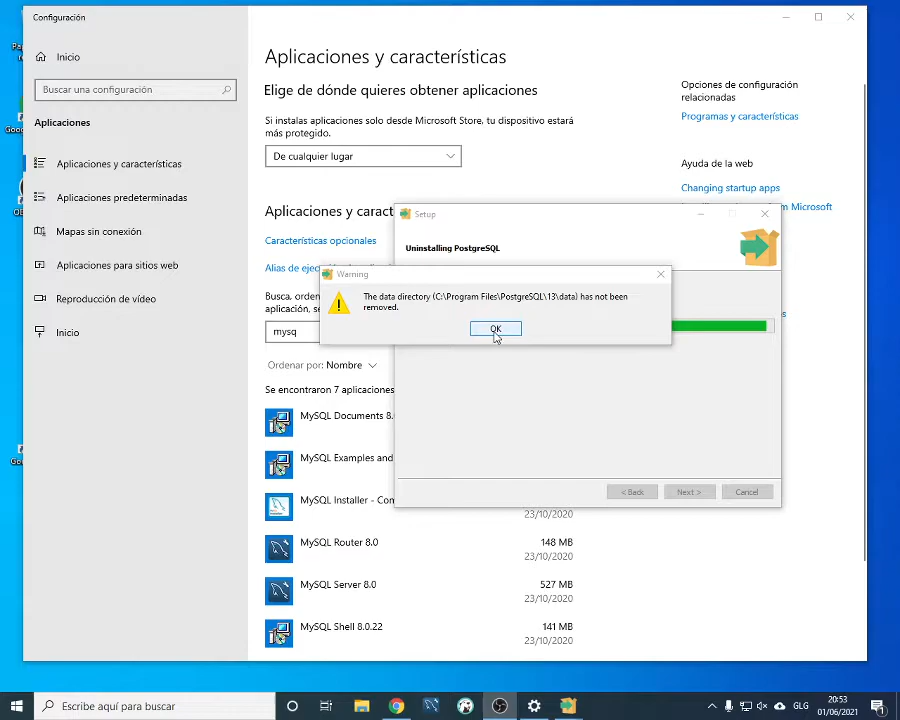 Configuración
Inicio
Buscar una configuración
Aplicaciones
Aplicaciones y características
Aplicaciones predeterminadas
Mapas sin conexión
Aplicaciones para sitios web
Reproducción de vídeo
Inicio
Aplicaciones y características
Elige de dónde quieres obtener aplicaciones
Si instalas aplicaciones solo desde Microsoft Store, tu dispositivo estará
más protegido.
De cualquier lugar
Aplicaciones y caract
Características opcionales
Alias de ejec
Busca, orden
aplicación, se
mysq
Ordenar por: Nombre
Se encontraron 7 aplicaciones
MySQL Documents 8.
MySQL Examples and
MySQL Installer - Con
23/10/2020
MySQL Router 8.0
148 MB
23/10/2020
MySQL Server 8.0
527 MB
23/10/2020
MySQL Shell 8.0.22
141 MB
23/10/2020
Opciones de configuración
relacionadas
Programas y características
Ayuda de la web
Changing startup apps
m Microsoft
Setup
Uninstalling PostgreSQL
Warning
The data directory (C:\Program Files\PostgreSQL\13\data) has not been
removed.
OK
< Back
Next >
Cancel
Escribe aquí para buscar
GLG
20:53
01/06/2021
1